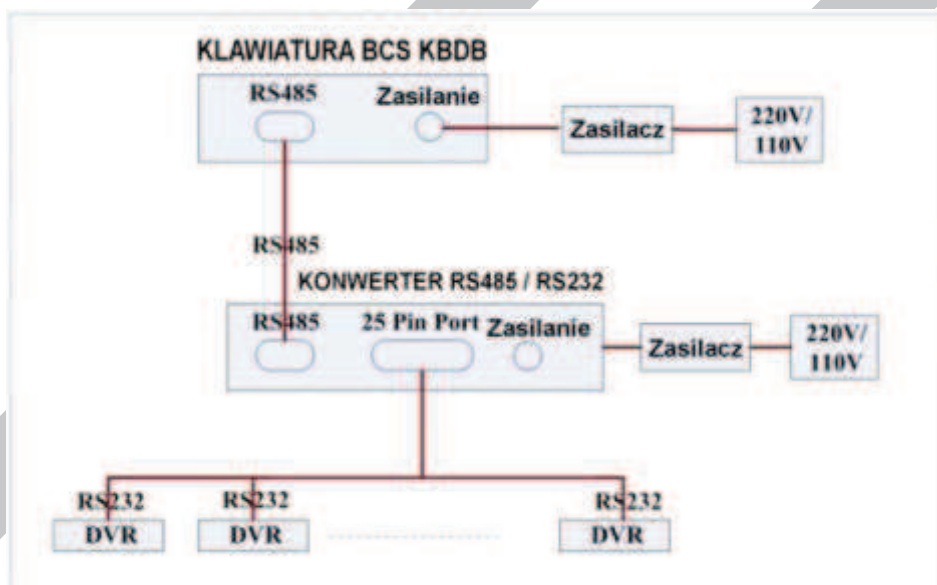 KLAWIATURA BCS KBDB
RS485
Zasilanie
Zasilacz
220V/
110V
RS485
KONWERTER RS485 / RS232
RS485
25 Pin Port
Zasilanie
Zasilacz
220V/
110V
RS232
RS232
RS232
DVR
DVR
DVR